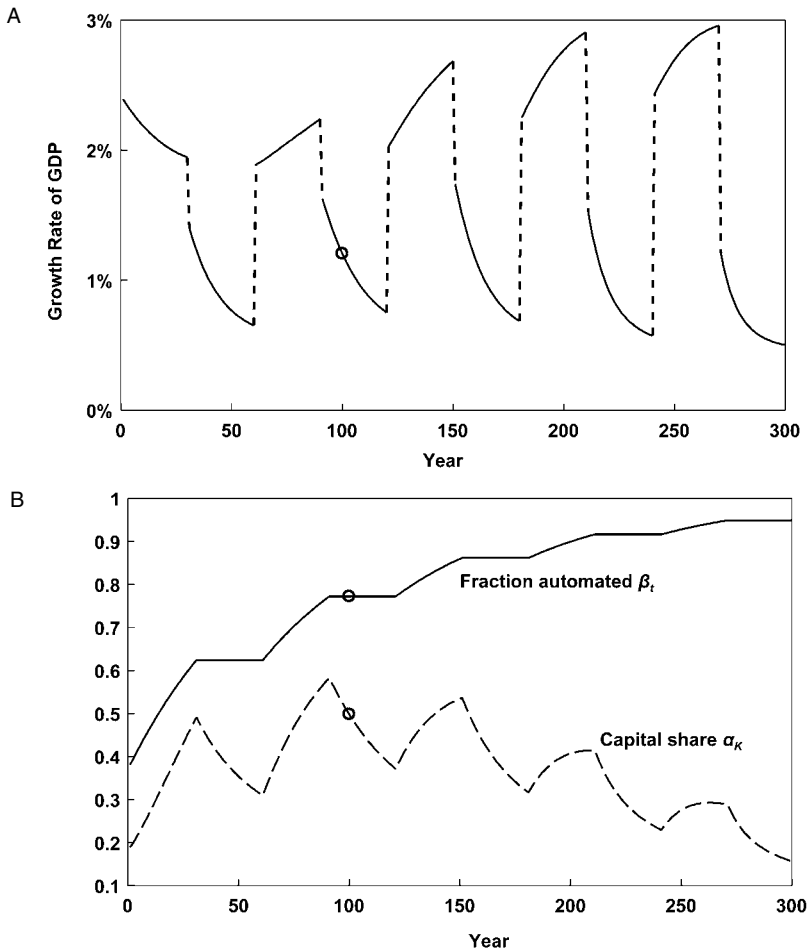 A
3%
2%
1%
0%
Growth Rate of GDP
0 50 100 150 200 250 300
Year
B
1
0.9
0.8
0.7
0.6
0.5
0.4
0.3
0.2
0.1
Fraction automated βt
Capital share αK
0 50 100 150 200 250 300
Year